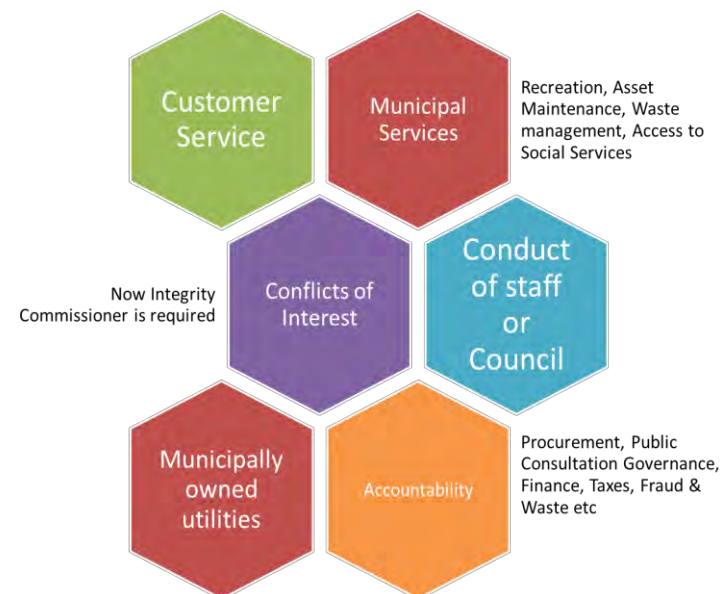 Customer
Service
Municipal
Services
Recreation, Asset
Maintenance, Waste
management, Access to
Social Services
Now Integrity
Commissioner is required
Conflicts of
Interest
Conduct
of staff
or
Council
Municipally
owned
utilities
Accountability
Procurement, Public
Consultation Governance,
Finance, Taxes, Fraud &
Waste etc